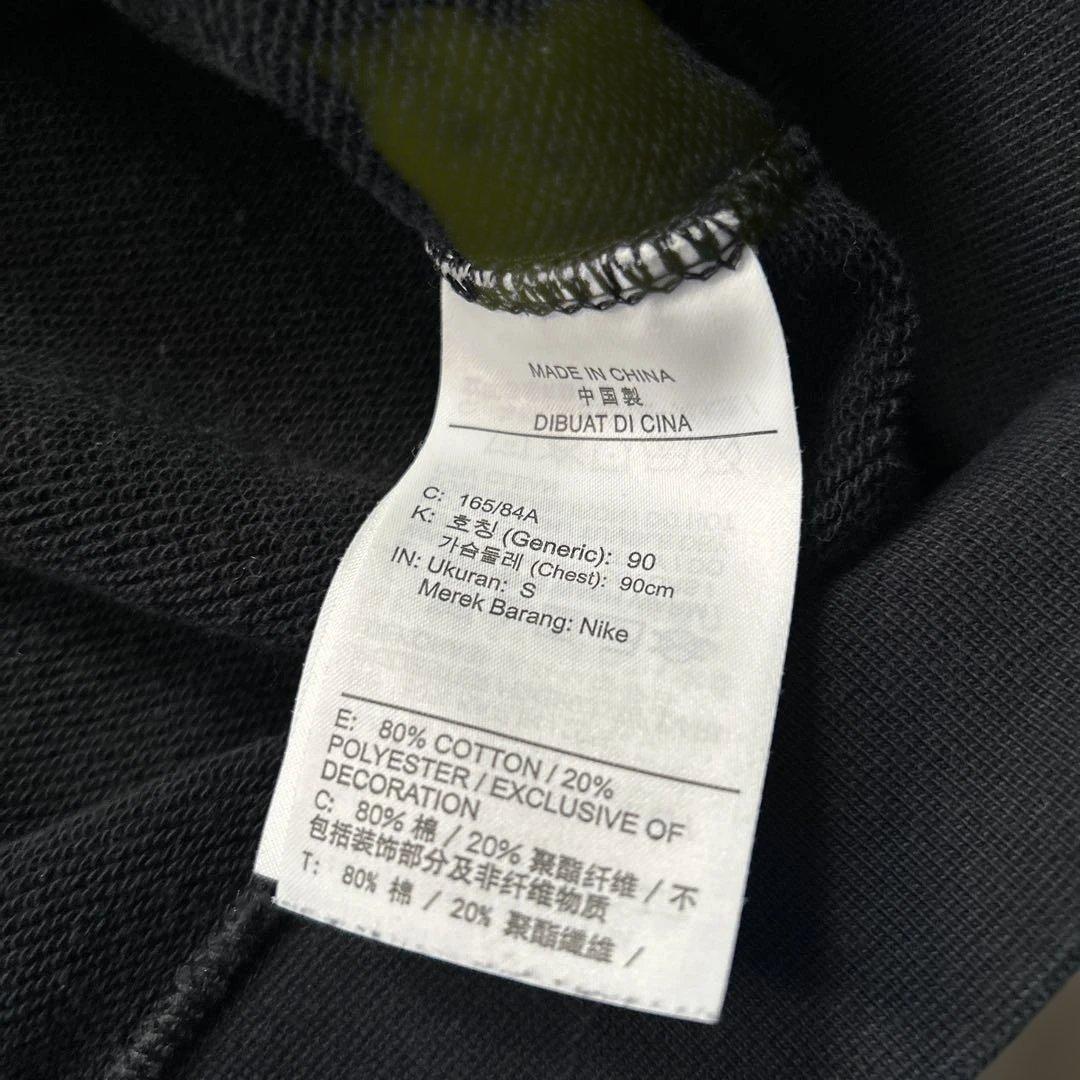 MADE IN CHINA
中国製
DIBUAT DI CINA
C: 165/84A
K: 호칭 (Generic): 90
가슴둘레 (Chest): 90cm
IN: Ukuran: S
Merek Barang: Nike
E: 80% COTTON / 20%
POLYESTER / EXCLUSIVE OF
DECORATION
C: 80% 棉 / 20% 聚酯纤维 / 不
包括装饰部分及非纤维物质
T: 80% 棉 / 20% 聚酯纖維 /